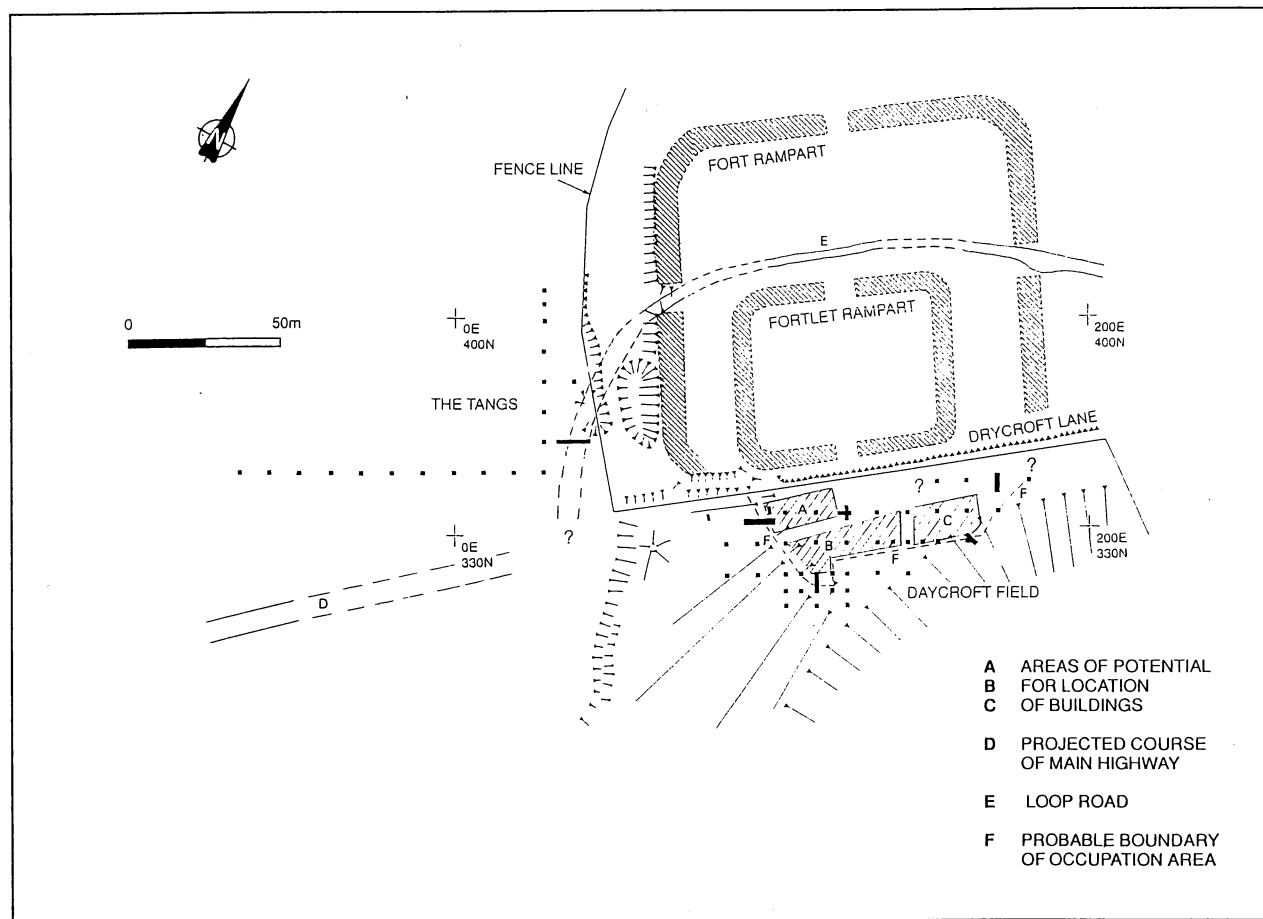 N
FENCE LINE
FORT RAMPART
E
FORTLET RAMPART
0 50m
0E
400N
200E
400N
THE TANGS
DRYCROFT LANE
?
?
F
A
C
F
B
F
?
0E
330N
200E
330N
DAYCROFT FIELD
D
A AREAS OF POTENTIAL
B FOR LOCATION
C OF BUILDINGS
D PROJECTED COURSE
OF MAIN HIGHWAY
E LOOP ROAD
F PROBABLE BOUNDARY
OF OCCUPATION AREA